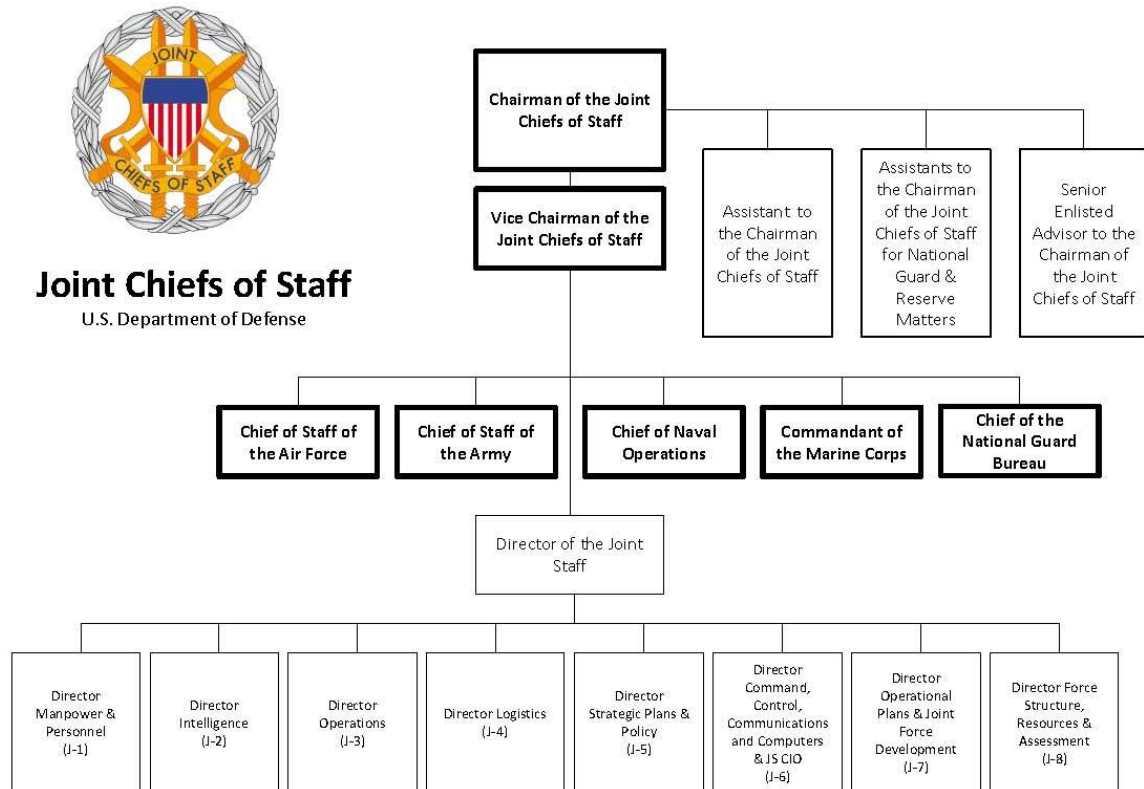 JOINT
CHIEFS OF STAFF
Joint Chiefs of Staff
U.S. Department of Defense
Chairman of the Joint
Chiefs of Staff
Vice Chairman of the
Joint Chiefs of Staff
Assistant to
the Chairman
of the Joint
Chiefs of Staff
Assistants to
the Chairman
of the Joint
Chiefs of Staff
for National
Guard &
Reserve
Matters
Senior
Enlisted
Advisor to the
Chairman of
the Joint
Chiefs of Staff
Chief of Staff of
the Air Force
Chief of Staff of
the Army
Chief of Naval
Operations
Commandant of
the Marine Corps
Chief of the
National Guard
Bureau
Director of the Joint
Staff
Director
Manpower &
Personnel
(J-1)
Director
Intelligence
(J-2)
Director
Operations
(J-3)
Director Logistics
(J-4)
Director
Strategic Plans &
Policy
(J-5)
Director
Command,
Control,
Communications
and Computers
& JS CIO
(J-6)
Director
Operational
Plans & Joint
Force
Development
(J-7)
Director Force
Structure,
Resources &
Assessment
(J-8)